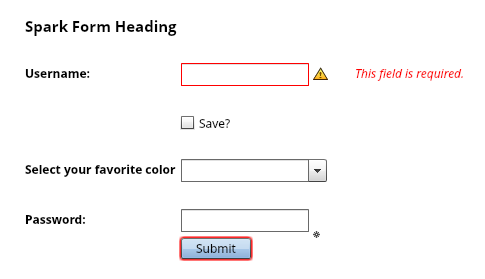 Spark Form Heading
Username:
This field is required.
Save?
Select your favorite color
Password:
Submit